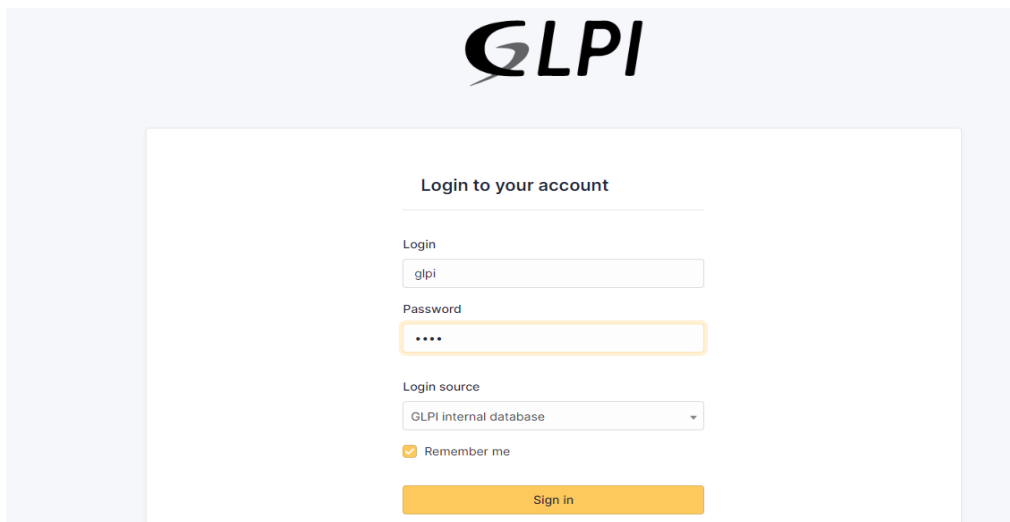 GLPI
Login to your account
Login
glpi
Password
••••
Login source
GLPI internal database
Remember me
Sign in